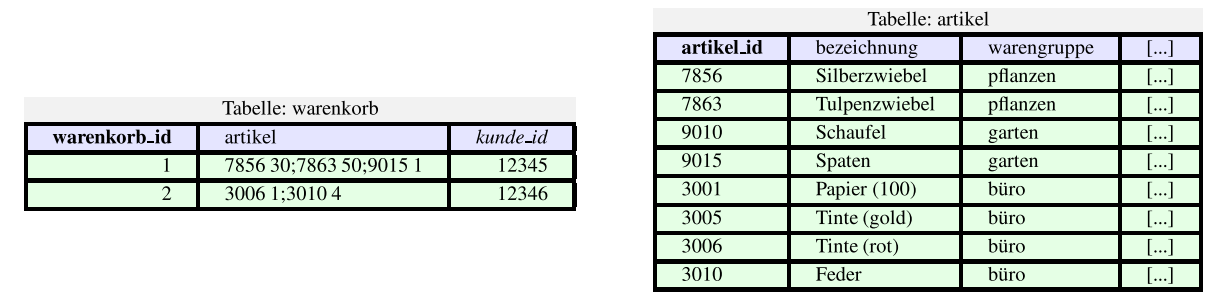 Tabelle: warenkorb
warenkorb_id artikel kunde_id
1 7856 30;7863 50;9015 1 12345
2 3006 1;3010 4 12346
Tabelle: artikel
artikel_id bezeichnung warengruppe [...]
7856 Silberzwiebel pflanzen [...]
7863 Tulpenzwiebel pflanzen [...]
9010 Schaufel garten [...]
9015 Spaten garten [...]
3001 Papier (100) büro [...]
3005 Tinte (gold) büro [...]
3006 Tinte (rot) büro [...]
3010 Feder büro [...]